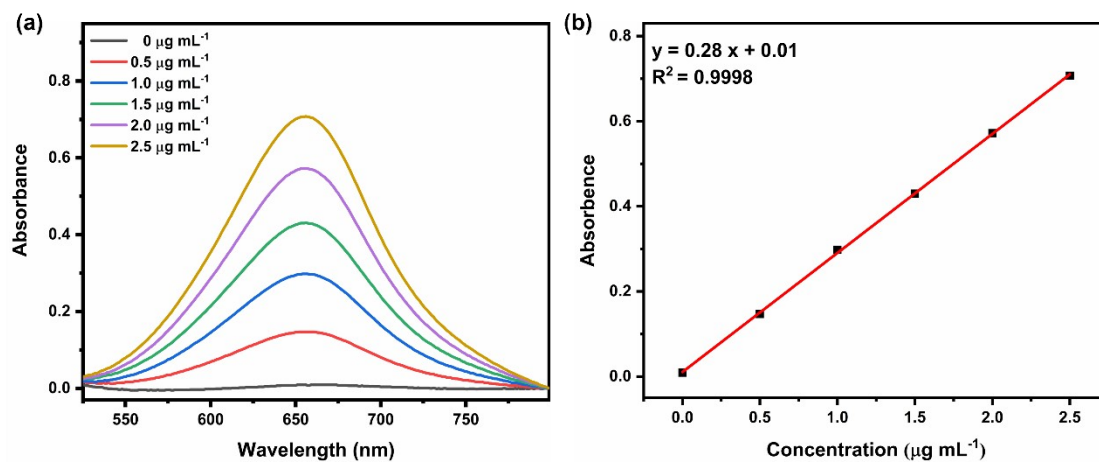 (a)
0 μg mL⁻¹
0.5 μg mL⁻¹
1.0 μg mL⁻¹
1.5 μg mL⁻¹
2.0 μg mL⁻¹
2.5 μg mL⁻¹
0.8
0.6
0.4
0.2
0.0
Absorbance
550 600 650 700 750
Wavelength (nm)
(b)
y = 0.28 x + 0.01
R² = 0.9998
0.8
0.6
0.4
0.2
0.0
Absorbence
0.0 0.5 1.0 1.5 2.0 2.5
Concentration (μg mL⁻¹)